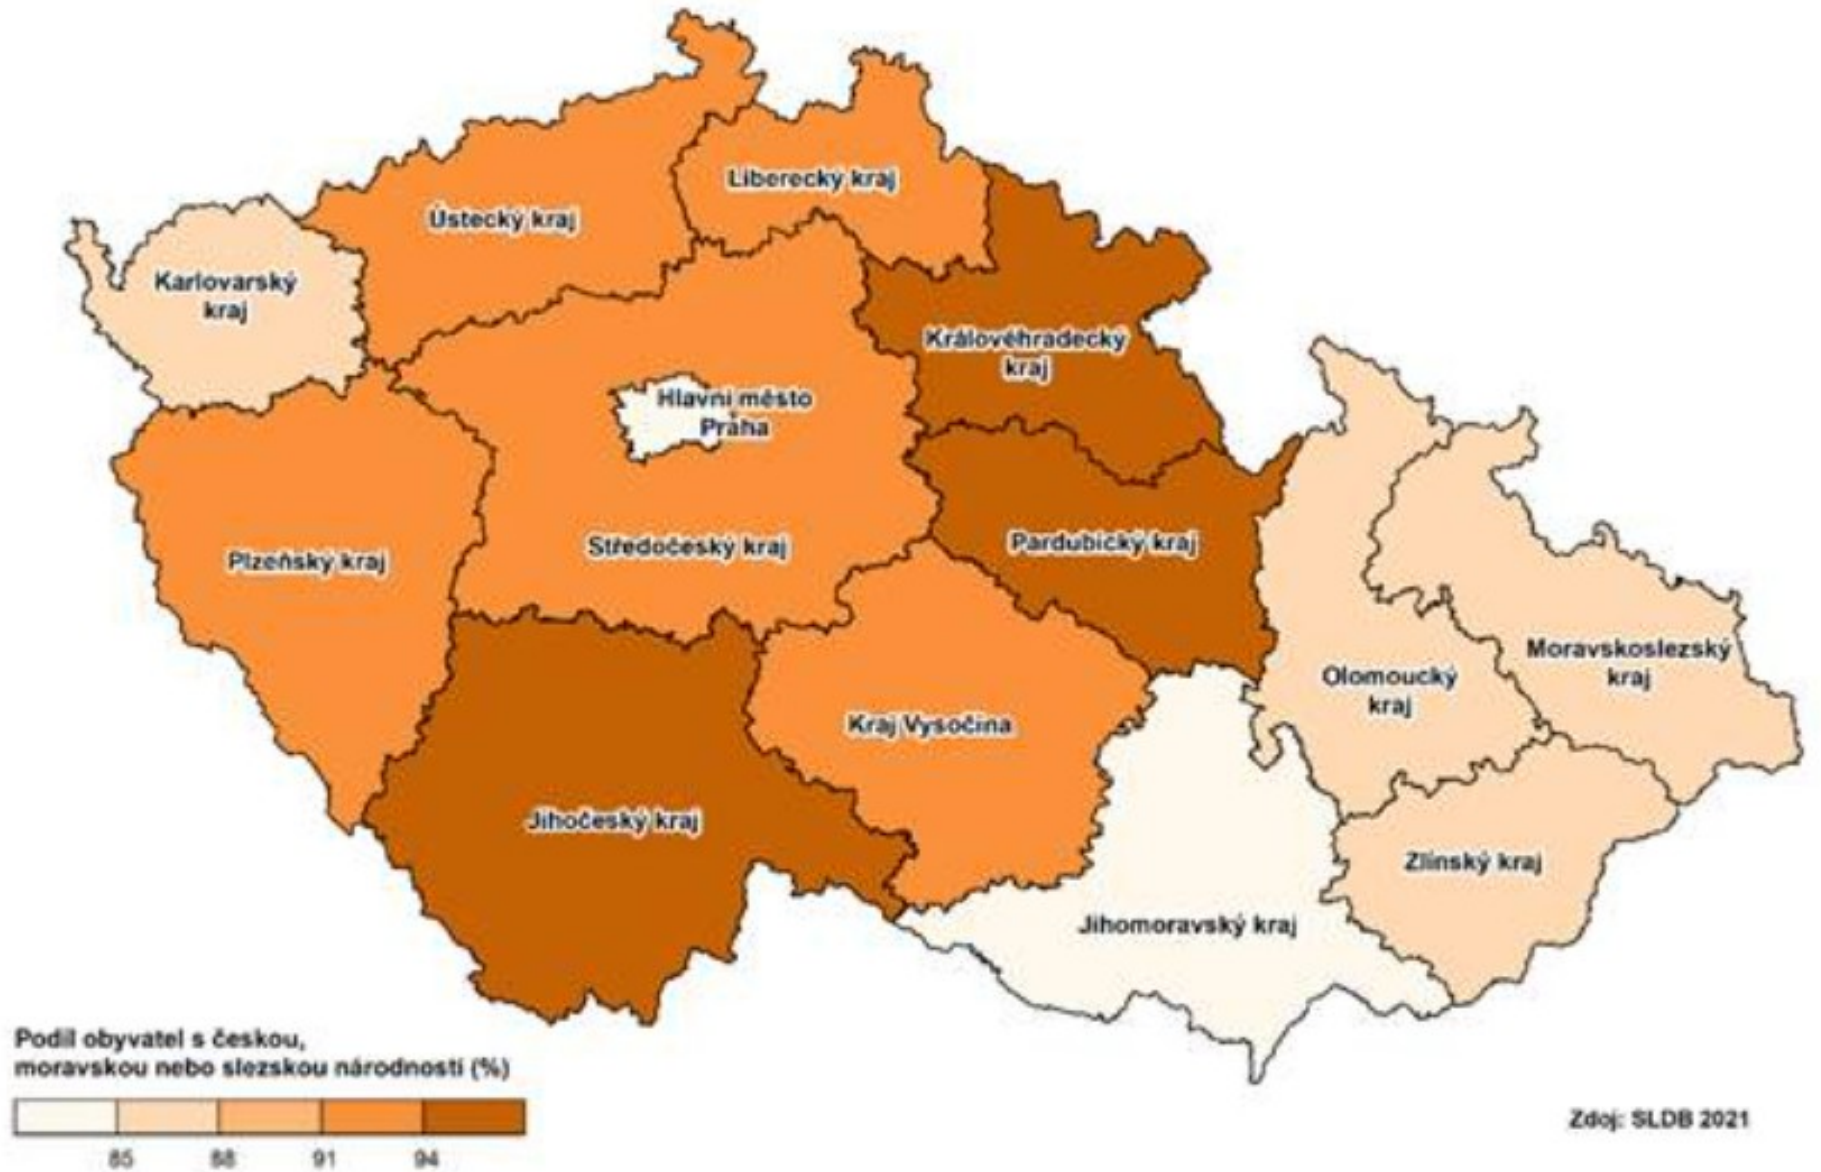 Liberecký kraj
Ústecký kraj
Karlovarský
kraj
Královéhradecký
kraj
Hlavní město
Praha
Pardubický kraj
Středočeský kraj
Plzeňský kraj
Moravskoslezský
kraj
Olomoucký
kraj
Kraj Vysočina
Jihočeský kraj
Zlínský kraj
Jihomoravský kraj
Podíl obyvatel s českou,
moravskou nebo slezskou národností (%)
85 88 91 94
Zdoj: SLDB 2021